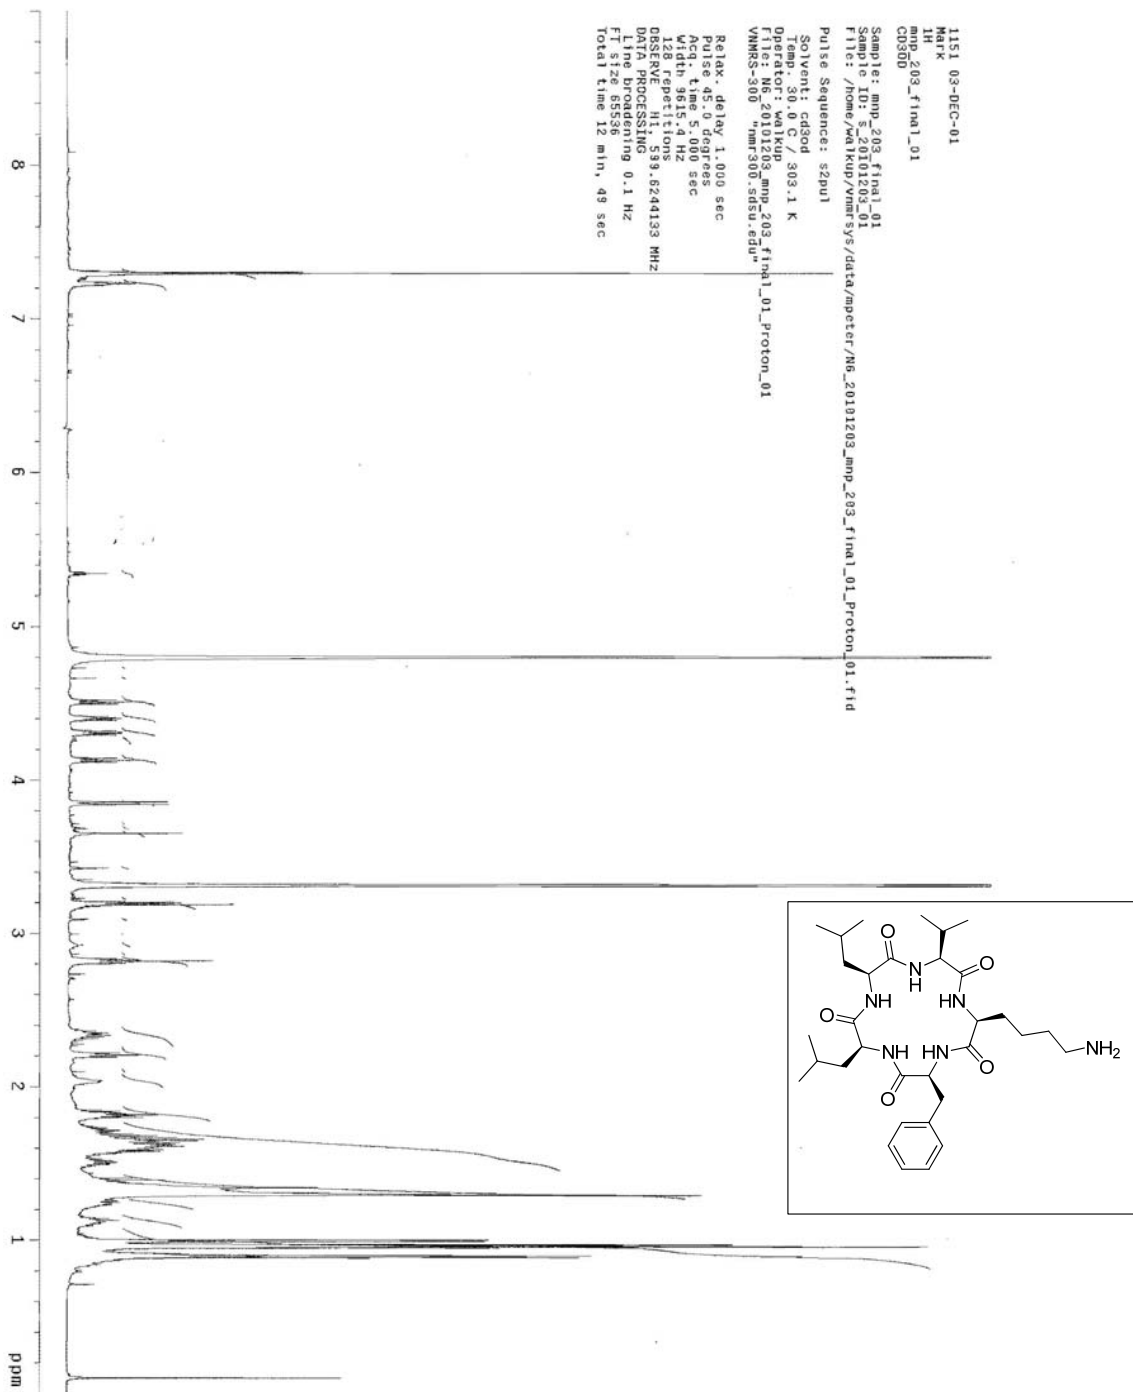 1151 03-DEC-01
Mark
1H
mnp_203_final_01
CD3OD
Sample: mnp_203_final_01
Sample ID: s_20101203_01
File: /home/walkup/vnmrsys/data/mpeter/N6_20101203_mnp_203_final_01_Proton_01.fid
Pulse Sequence: s2pul
Solvent: cd3od
Temp. 30.0 C / 303.1 K
Operator: walkup
File: N6_20101203_mnp_203_final_01_Proton_01
VNMRS-300 "nmr300.sdsu.edu"
Relax. delay 1.000 sec
Pulse 45.0 degrees
Acq. time 5.000 sec
Width 9615.4 Hz
128 repetitions
OBSERVE H1, 599.6244133 MHz
DATA PROCESSING
Line broadening 0.1 Hz
FT size 65536
Total time 12 min, 49 sec
8 7 6 5 4 3 2 1 ppm
O
N
H
O
O
NH
HN
NH2
O
NH
HN
O